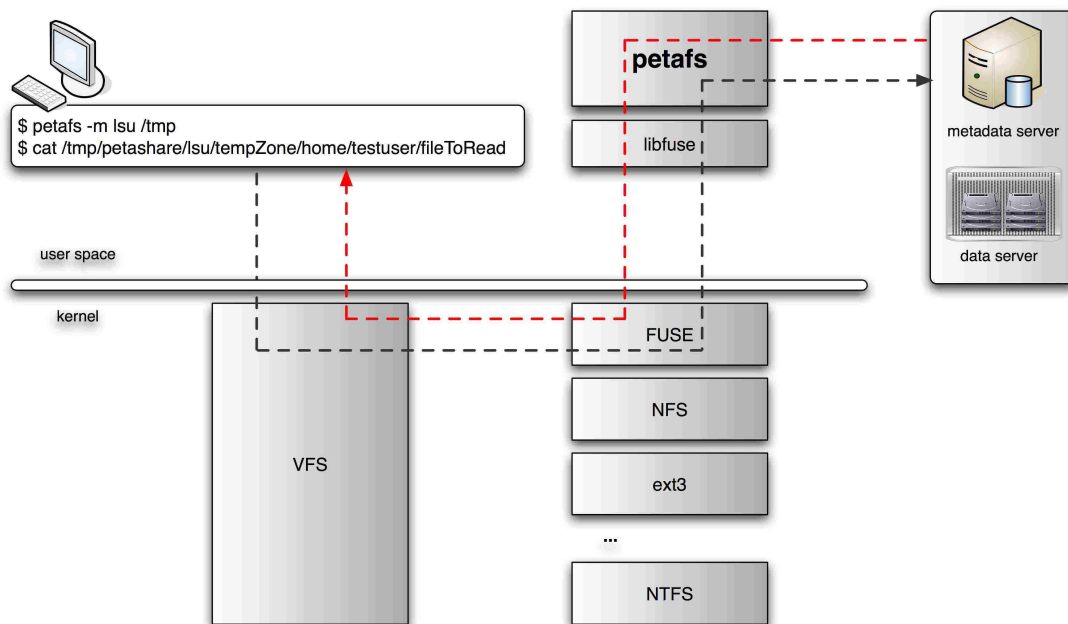 petafs
$ petafs -m lsu /tmp
$ cat /tmp/petashare/lsu/tempZone/home/testuser/fileToRead
libfuse
metadata server
data server
user space
kernel
FUSE
NFS
VFS
ext3
...
NTFS